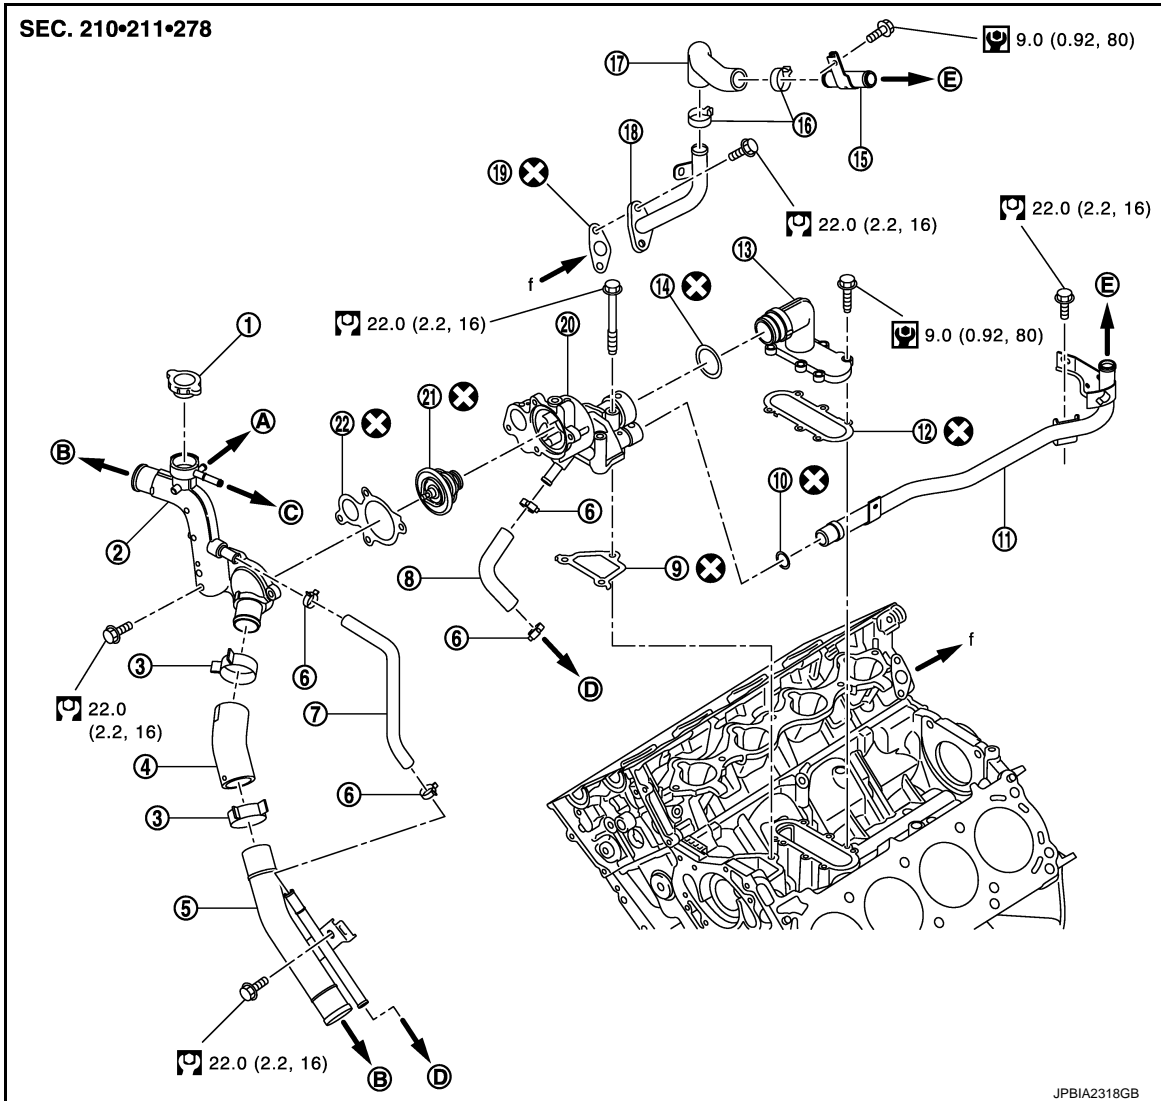 SEC. 210•211•278
9.0 (0.92, 80)
17
E
16
15
18
19
22.0 (2.2, 16)
22.0 (2.2, 16)
13
f
14
E
22.0 (2.2, 16)
20
9.0 (0.92, 80)
1
21
22
A
12
B
10
C
6
11
2
8
9
6
3
6
D
f
22.0
(2.2, 16)
7
4
6
3
5
22.0 (2.2, 16)
B
D
JPBIA2318GB